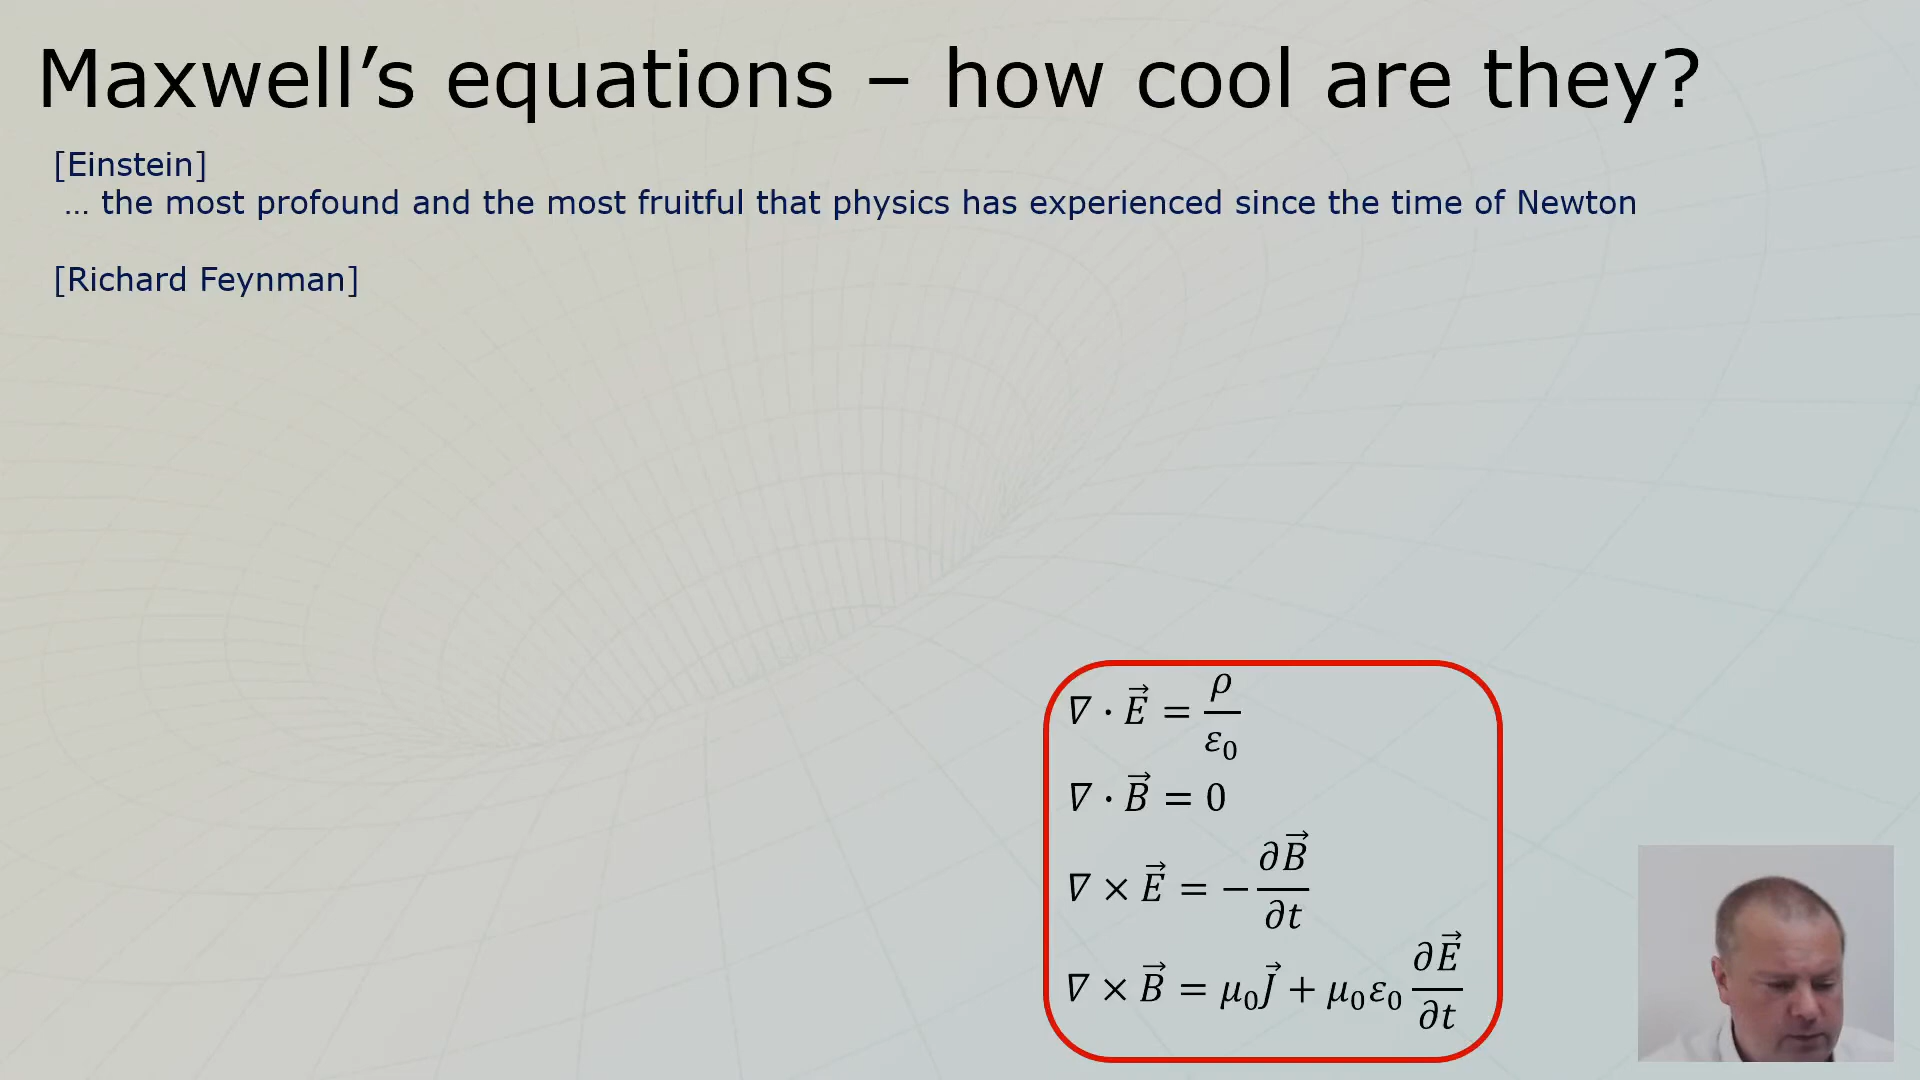 Maxwell’s equations – how cool are they?
[Einstein]
… the most profound and the most fruitful that physics has experienced since the time of Newton
[Richard Feynman]
∇ · E⃗ = ρ/ε₀
∇ · B⃗ = 0
∇ × E⃗ = −∂B⃗/∂t
∇ × B⃗ = μ₀J⃗ + μ₀ε₀ ∂E⃗/∂t